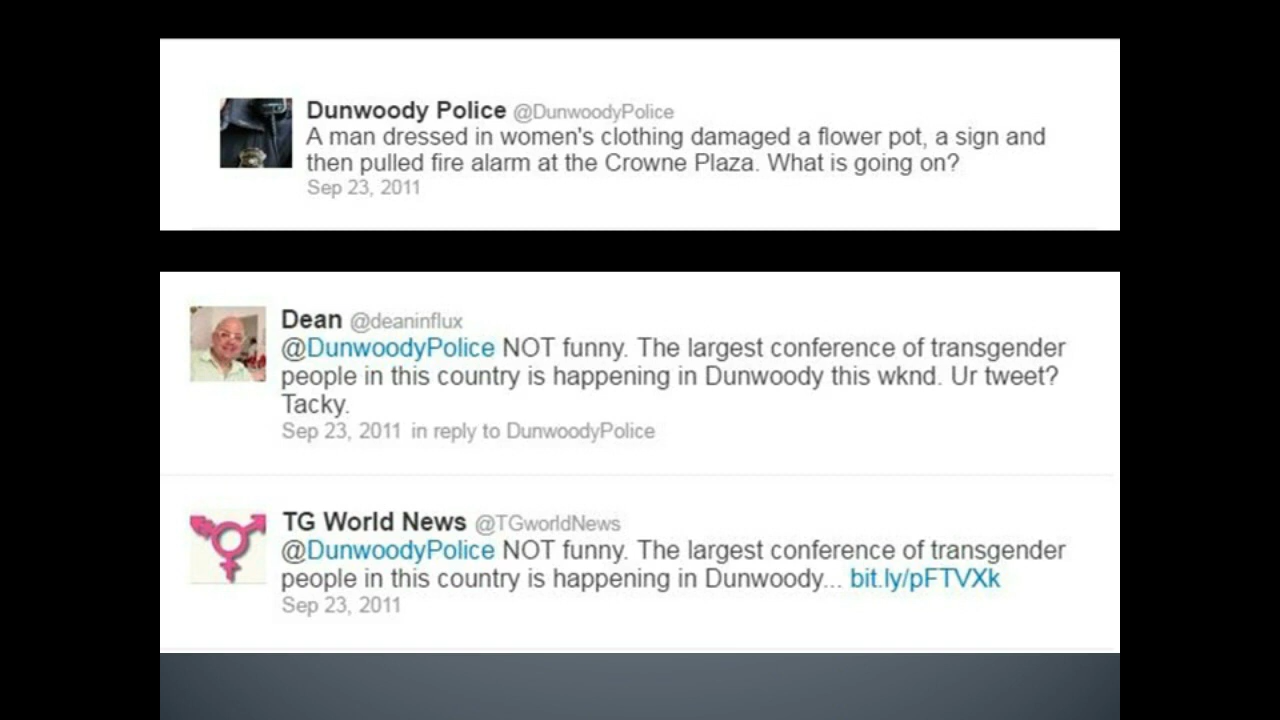 Dunwoody Police @DunwoodyPolice
A man dressed in women's clothing damaged a flower pot, a sign and
then pulled fire alarm at the Crowne Plaza. What is going on?
Sep 23, 2011
Dean @deaninflux
@DunwoodyPolice NOT funny. The largest conference of transgender
people in this country is happening in Dunwoody this wknd. Ur tweet?
Tacky.
Sep 23, 2011 in reply to DunwoodyPolice
TG World News @TGworldNews
@DunwoodyPolice NOT funny. The largest conference of transgender
people in this country is happening in Dunwoody... bit.ly/pFTVXk
Sep 23, 2011